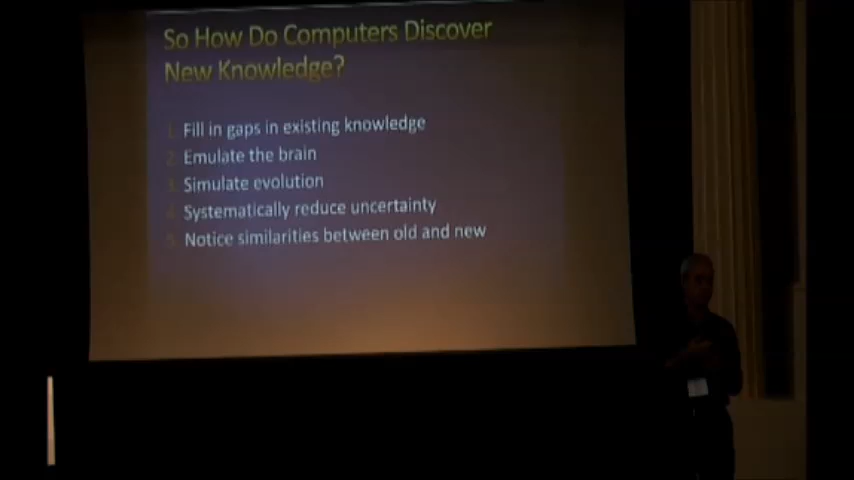 So How Do Computers Discover
New Knowledge?
1. Fill in gaps in existing knowledge
2. Emulate the brain
3. Simulate evolution
4. Systematically reduce uncertainty
5. Notice similarities between old and new